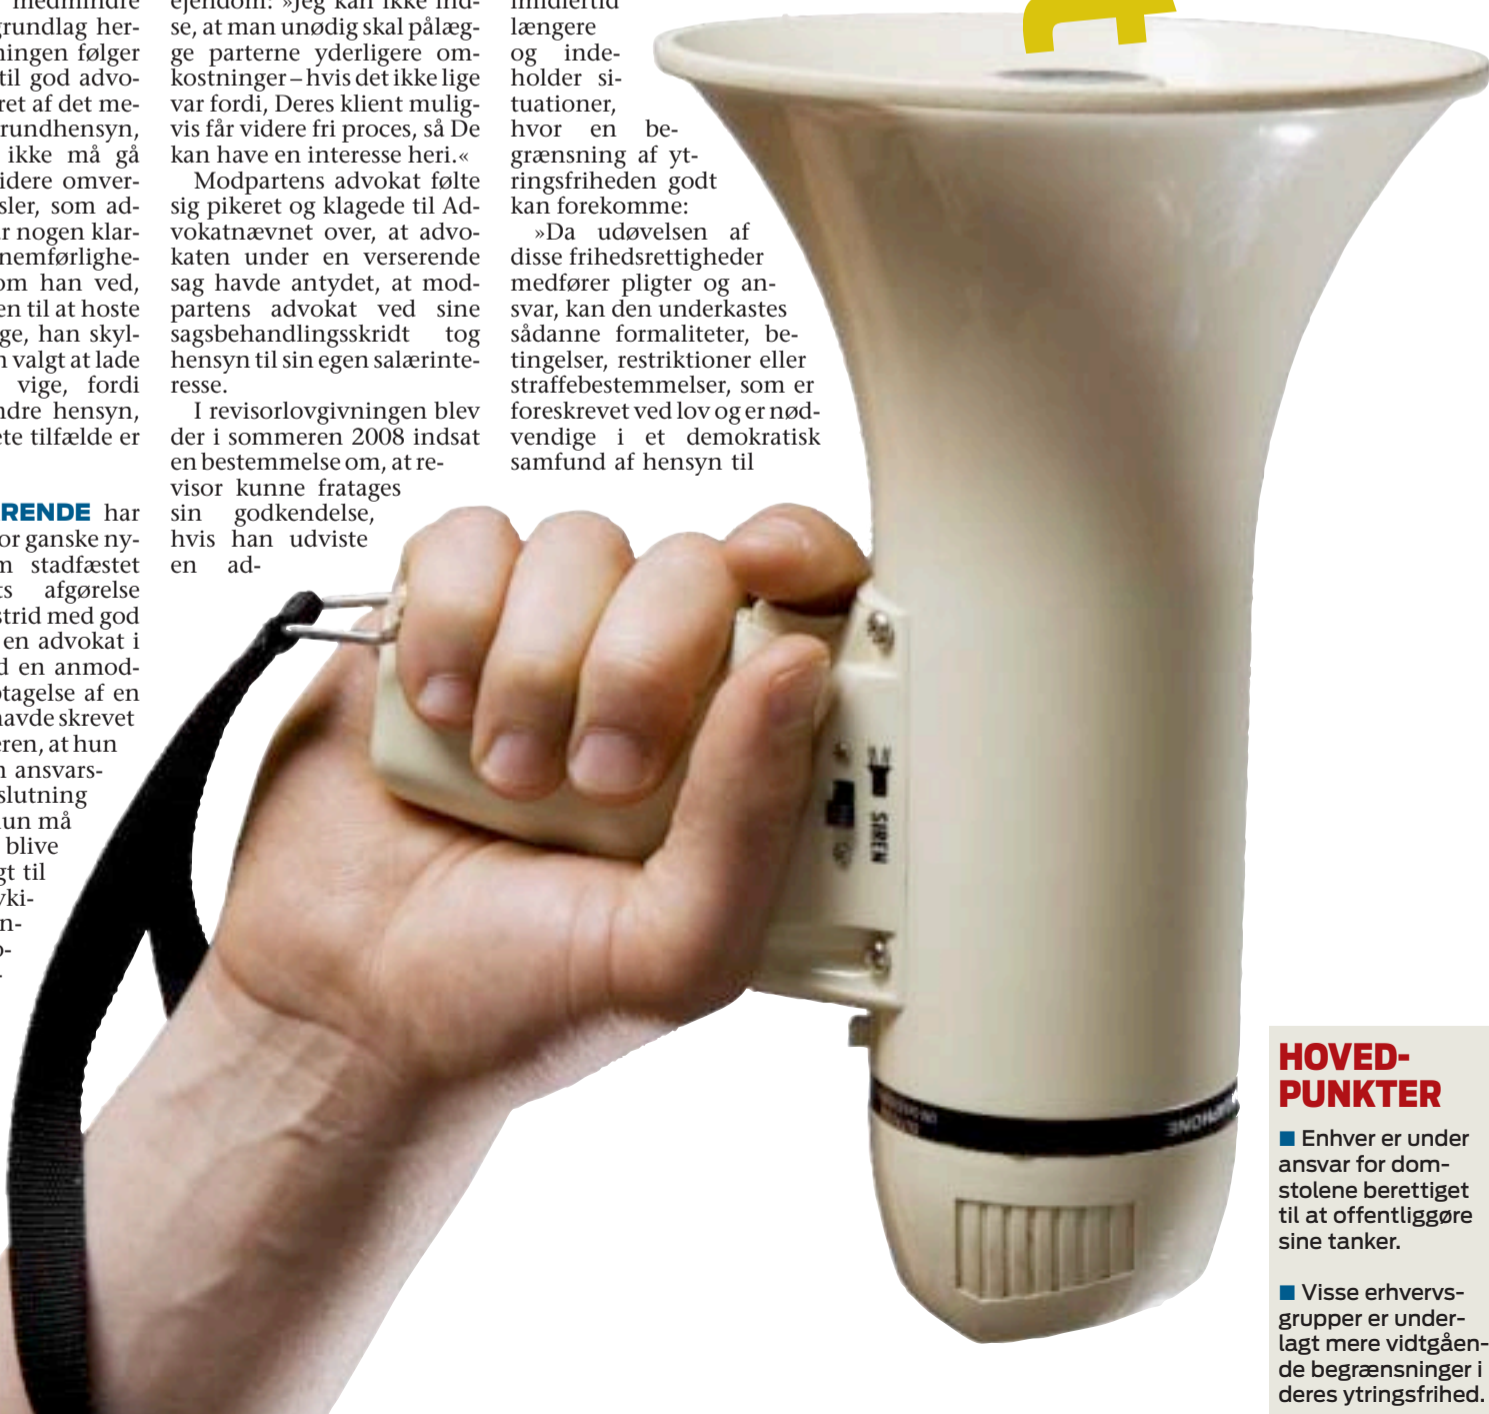 medmindre
grundlag her-
ningen følger
til god advo-
ret af det me-
rundhensyn,
ikke må gå
videre omver-
sler, som ad-
r nogen klar-
nemførlighe-
om han ved,
en til at hoste
ge, han skyl-
n valgt at lade
vige, fordi
ndre hensyn,
ete tilfælde er
RENDE har
or ganske ny-
m stadfæstet
ts afgørelse
strid med god
en advokat i
d en anmod-
ptagelse af en
havde skrevet
eren, at hun
n ansvars-
slutning
hun må
blive
gt til
vki-
n-
o-
ejendom: »Jeg kan ikke ind-
se, at man unødig skal pålæg-
ge parterne yderligere om-
kostninger – hvis det ikke lige
var fordi, Deres klient mulig-
vis får videre fri proces, så De
kan have en interesse heri.«
Modpartens advokat følte
sig pikeret og klagede til Ad-
vokatnævnet over, at advo-
katen under en verserende
sag havde antydet, at mod-
partens advokat ved sine
sagsbehandlingsskridt tog
hensyn til sin egen salærinte-
resse.
I revisorlovgivningen blev
der i sommeren 2008 indsat
en bestemmelse om, at re-
visor kunne fratages
sin godkendelse,
hvis han udviste
en ad-
imidlertid
længere
og inde-
holder si-
tuationer,
hvor en be-
grænsning af yt-
ringsfriheden godt
kan forekomme:
»Da udøvelsen af
disse frihedsrettigheder
medfører pligter og an-
svar, kan den underkastes
sådanne formaliteter, be-
tingelser, restriktioner eller
straffebestemmelser, som er
foreskrevet ved lov og er nød-
vendige i et demokratisk
samfund af hensyn til
SIREN
HOVED-
PUNKTER
■ Enhver er under
ansvar for dom-
stolene berettiget
til at offentliggøre
sine tanker.
■ Visse erhvervs-
grupper er under-
lagt mere vidtgåen-
de begrænsninger i
deres ytringsfrihed.